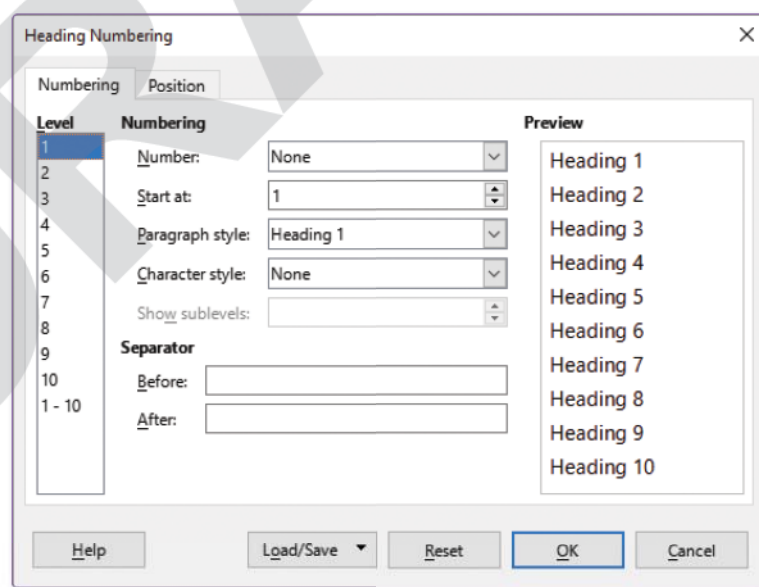 Heading Numbering
Numbering Position
Level
1
2
3
4
5
6
7
8
9
10
1 - 10
Numbering
Number: None
Start at: 1
Paragraph style: Heading 1
Character style: None
Show sublevels:
Separator
Before:
After:
Preview
Heading 1
Heading 2
Heading 3
Heading 4
Heading 5
Heading 6
Heading 7
Heading 8
Heading 9
Heading 10
Help Load/Save Reset OK Cancel